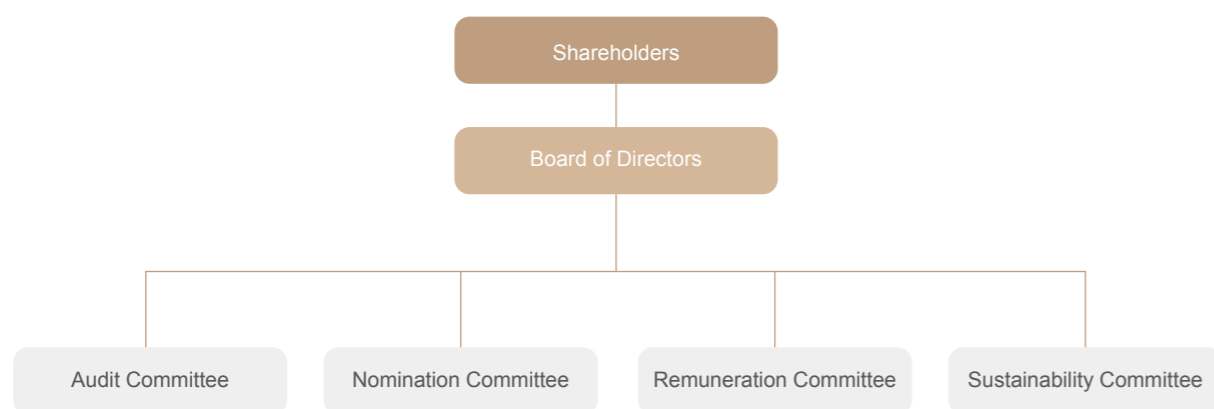 Shareholders
Board of Directors
Audit Committee
Nomination Committee
Remuneration Committee
Sustainability Committee